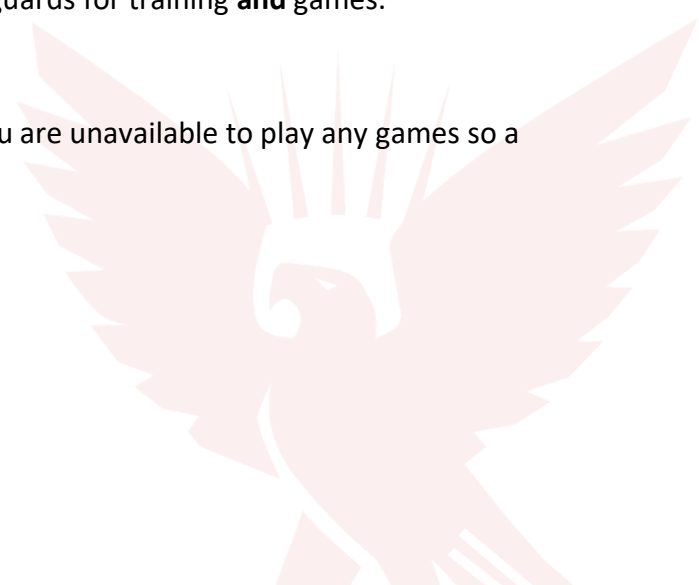 guards for training and games.
u are unavailable to play any games so a